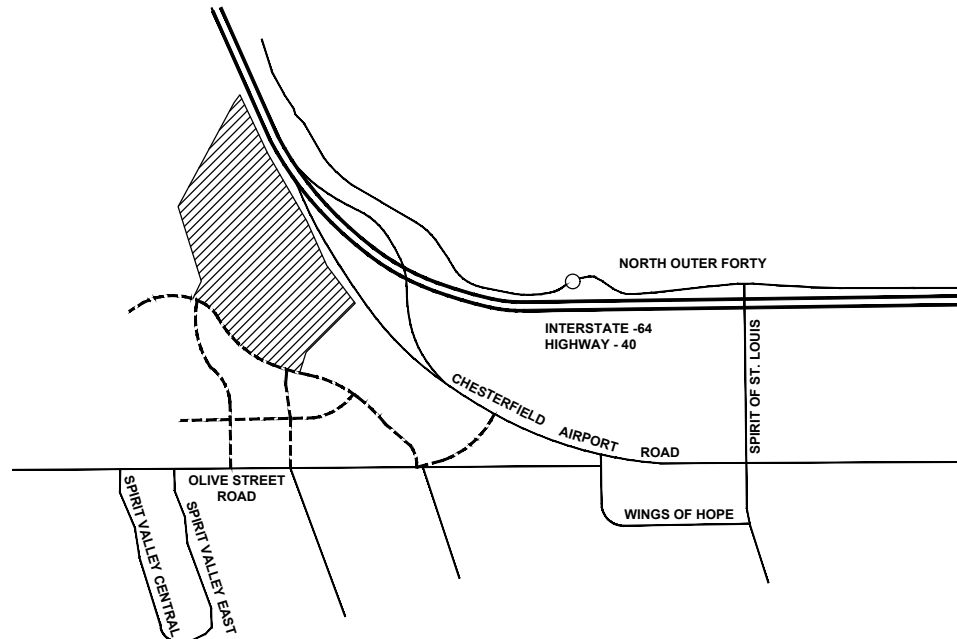 NORTH OUTER FORTY
INTERSTATE -64
HIGHWAY - 40
SPIRIT OF ST. LOUIS
CHESTERFIELD AIRPORT ROAD
OLIVE STREET
ROAD
WINGS OF HOPE
SPIRIT VALLEY CENTRAL
SPIRIT VALLEY EAST